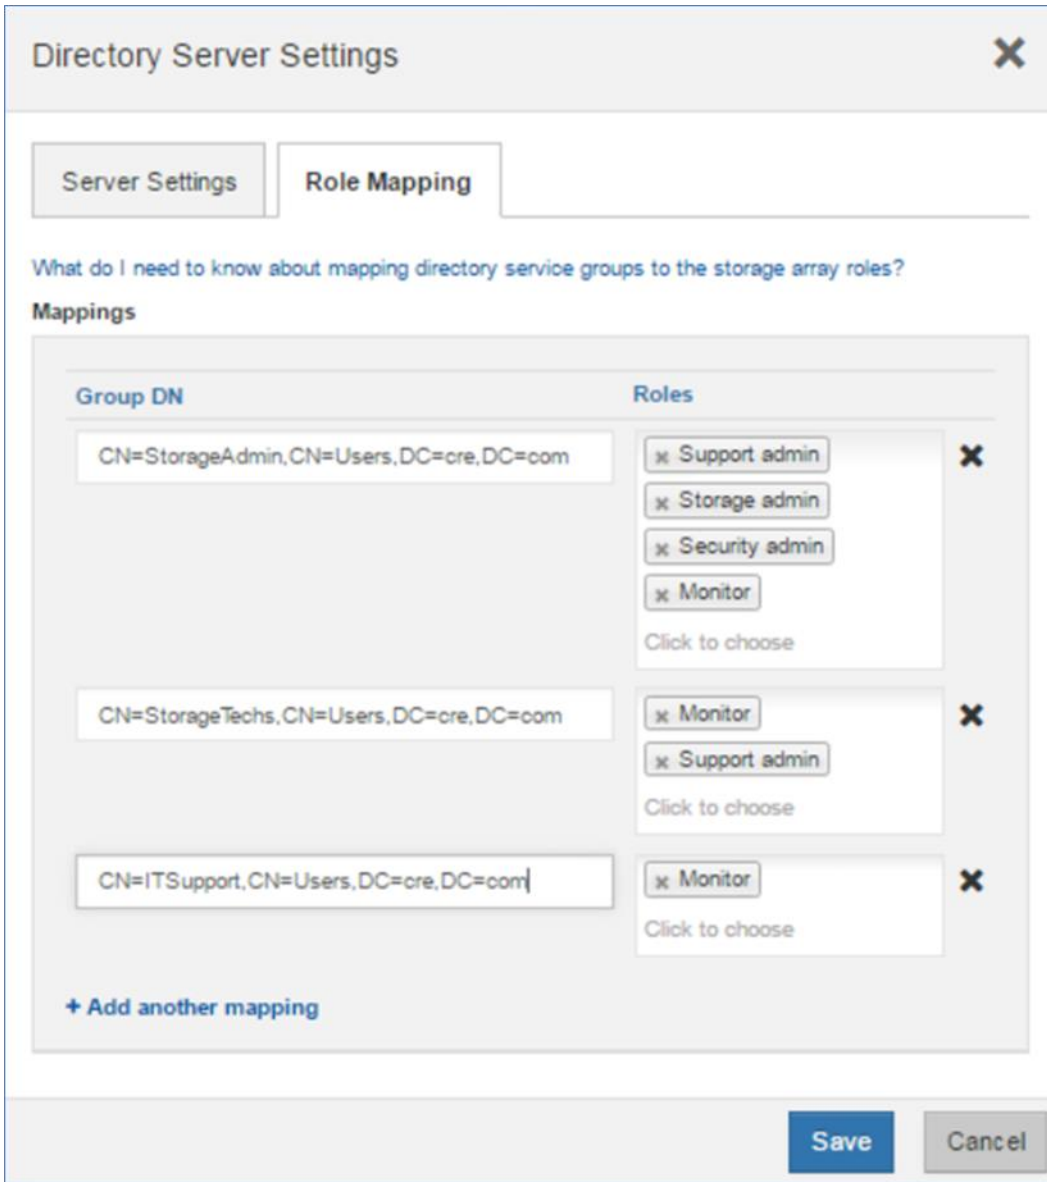 Directory Server Settings
Server Settings
Role Mapping
What do I need to know about mapping directory service groups to the storage array roles?
Mappings
Group DN
Roles
CN=StorageAdmin,CN=Users,DC=cre,DC=com
Support admin
Storage admin
Security admin
Monitor
Click to choose
CN=StorageTechs,CN=Users,DC=cre,DC=com
Monitor
Support admin
Click to choose
CN=ITSupport,CN=Users,DC=cre,DC=com
Monitor
Click to choose
+ Add another mapping
Save
Cancel